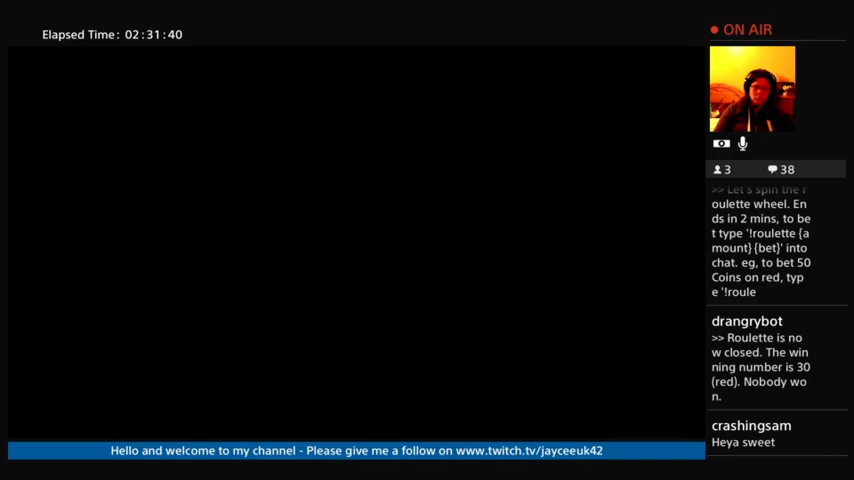 Elapsed Time: 02:31:40
ON AIR
3 38
>> Let's spin the r
oulette wheel. En
ds in 2 mins, to be
t type '!roulette {a
mount} {bet}' into
chat. eg, to bet 50
Coins on red, typ
e '!roule
drangrybot
>> Roulette is no
w closed. The win
ning number is 30
(red). Nobody wo
n.
crashingsam
Heya sweet
Hello and welcome to my channel - Please give me a follow on www.twitch.tv/jayceeuk42